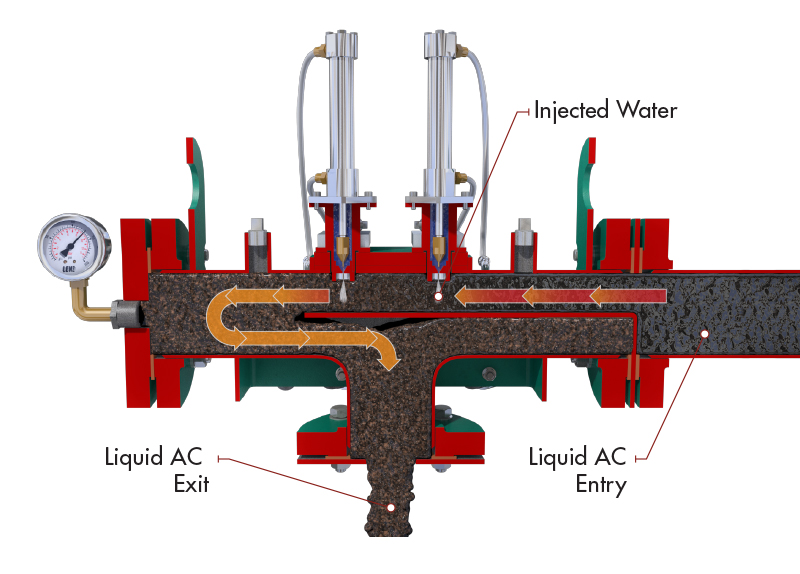 Injected Water
Liquid AC
Exit
Liquid AC
Entry